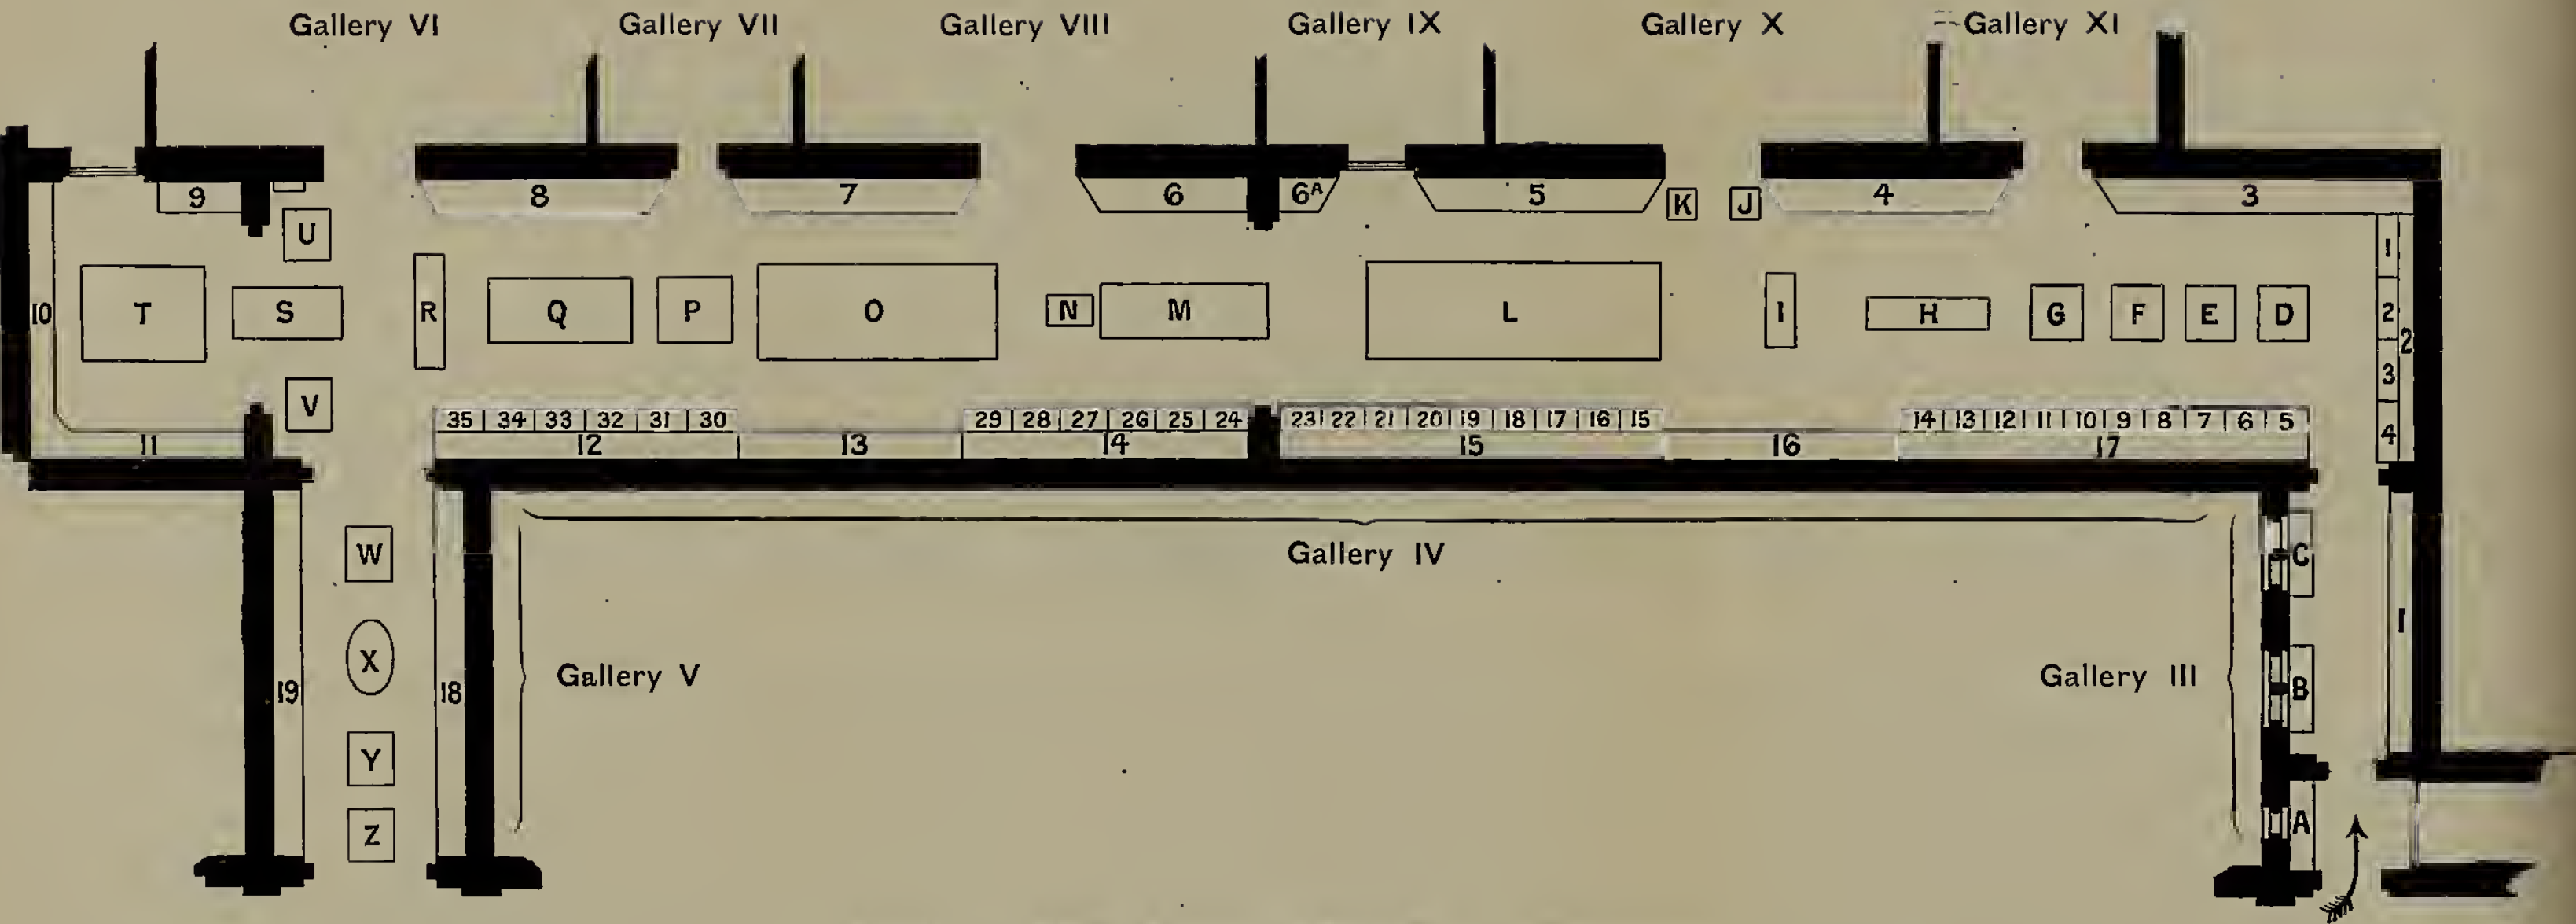 Gallery VI Gallery VII Gallery VIII Gallery IX Gallery X Gallery XI
9 8 7 6 6A 5 K J 4 3
U
1
10 T S R Q P O N M L I H G F E D 2 2
3
V
35 34 33 32 31 30 29 28 27 26 25 24 23 22 21 20 19 18 17 16 15 14 13 12 11 10 9 8 7 6 5
11 12 13 14 15 16 17 4
W Gallery IV C
X Gallery V Gallery III B 1
19 18
Y
Z A